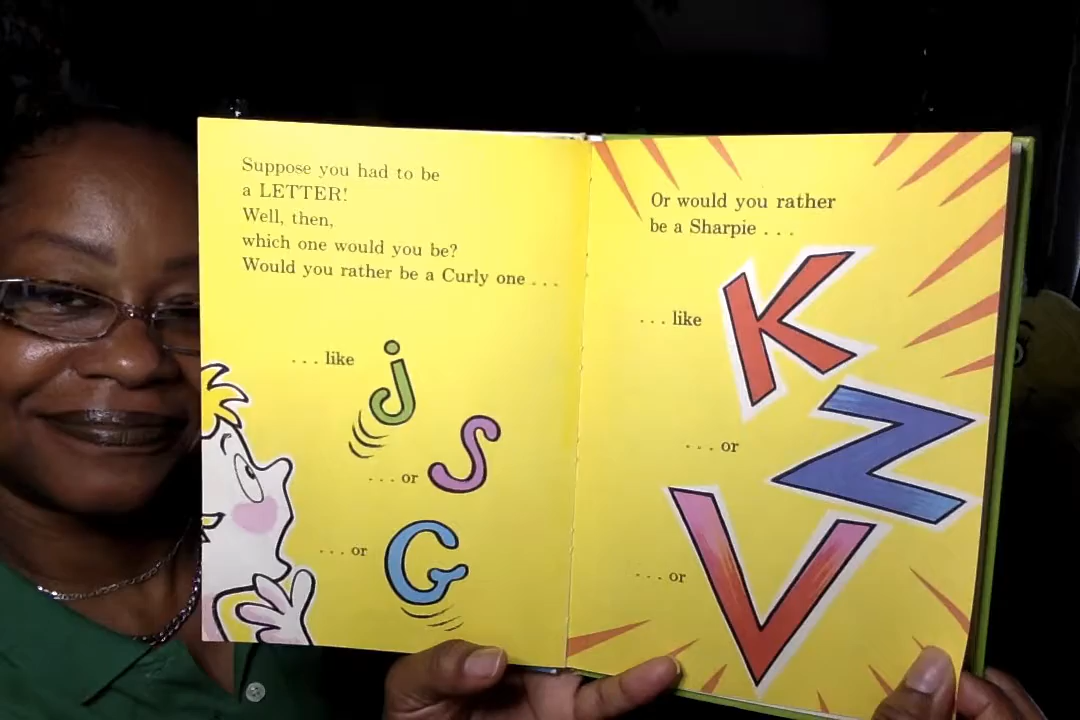 Suppose you had to be
a LETTER!
Well, then,
which one would you be?
Would you rather be a Curly one . . .
. . . like j
. . . or S
. . . or G
Or would you rather
be a Sharpie . . .
. . . like K
. . . or Z
. . . or V